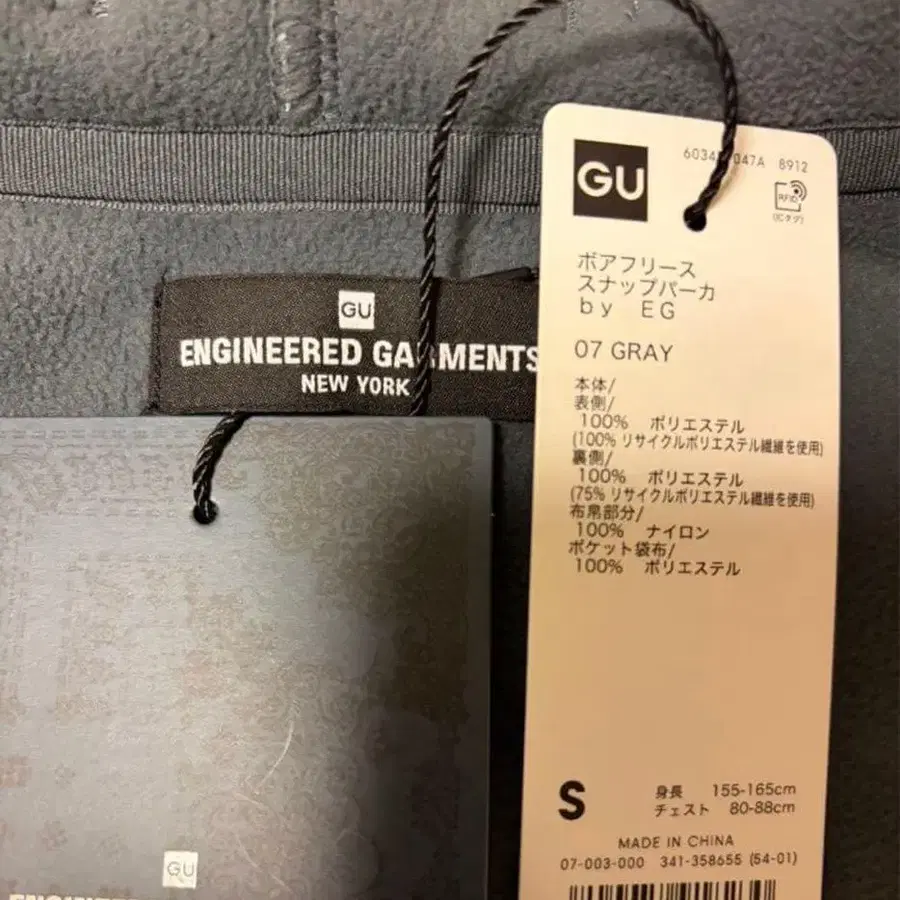 GU
ENGINEERED GARMENTS
NEW YORK
GU
8912
RFID
(ICタグ)
ボアフリース
スナップパーカ
by EG
07 GRAY
本体/
表側/
100% ポリエステル
(100% リサイクルポリエステル繊維を使用)
裏側/
100% ポリエステル
(75% リサイクルポリエステル繊維を使用)
布帛部分/
100% ナイロン
ポケット袋布/
100% ポリエステル
S
身長 155-165cm
チェスト 80-88cm
MADE IN CHINA
07-003-000 341-358655 (54-01)
GU